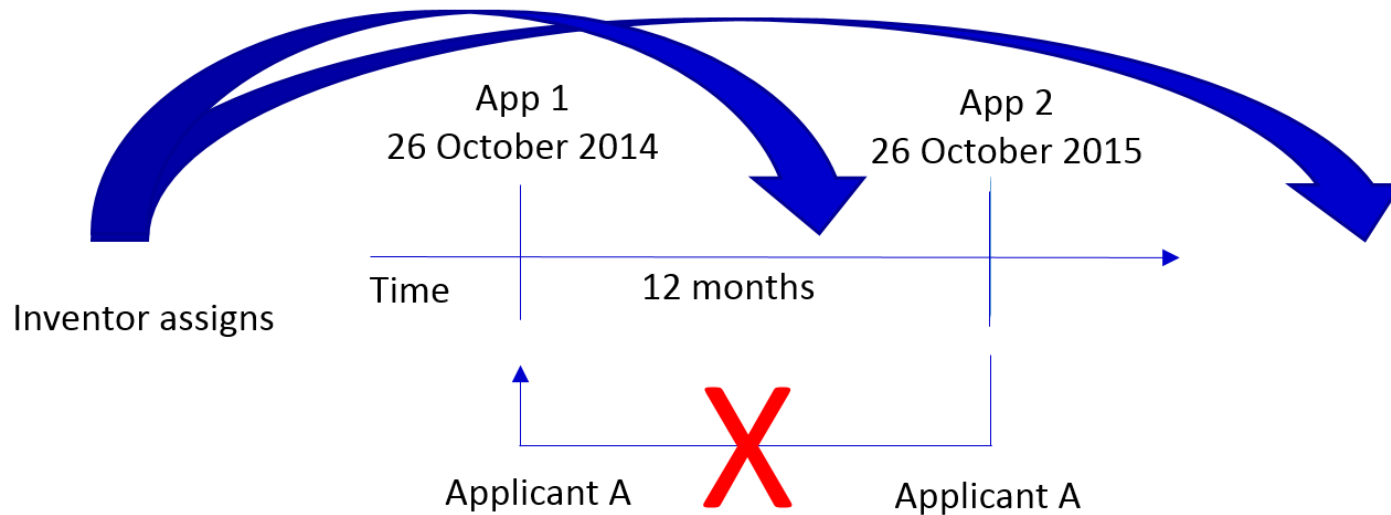 App 1
26 October 2014
App 2
26 October 2015
Time
12 months
Inventor assigns
X
Applicant A
Applicant A